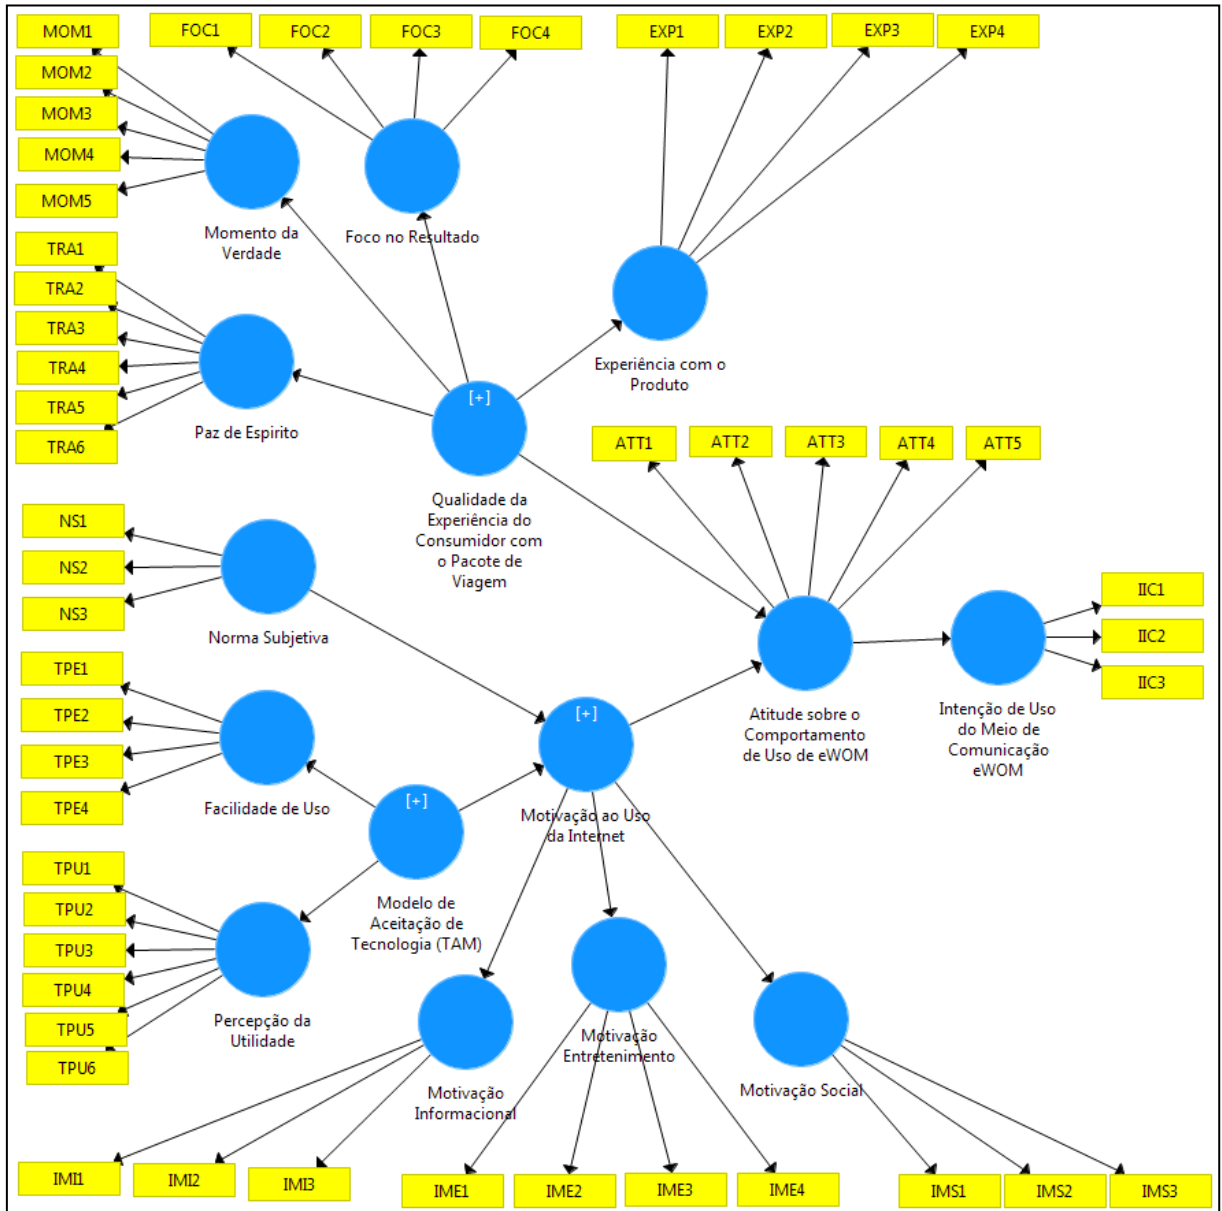 MOM1
FOC1
FOC2
FOC3
FOC4
EXP1
EXP2
EXP3
EXP4
MOM2
MOM3
MOM4
MOM5
Momento da
Verdade
Foco no Resultado
TRA1
TRA2
TRA3
TRA4
TRA5
TRA6
Paz de Espirito
Experiência com o
Produto
[+]
Qualidade da
Experiência do
Consumidor com
o Pacote de
Viagem
ATT1
ATT2
ATT3
ATT4
ATT5
NS1
NS2
NS3
Norma Subjetiva
IIC1
IIC2
IIC3
Atitude sobre o
Comportamento
de Uso de eWOM
Intenção de Uso
do Meio de
Comunicação
eWOM
TPE1
TPE2
TPE3
TPE4
Facilidade de Uso
[+]
Motivação ao Uso
da Internet
[+]
Modelo de
Aceitação de
Tecnologia (TAM)
TPU1
TPU2
TPU3
TPU4
TPU5
TPU6
Percepção da
Utilidade
Motivação
Informacional
Motivação
Entretenimento
Motivação Social
IMI1
IMI2
IMI3
IME1
IME2
IME3
IME4
IMS1
IMS2
IMS3